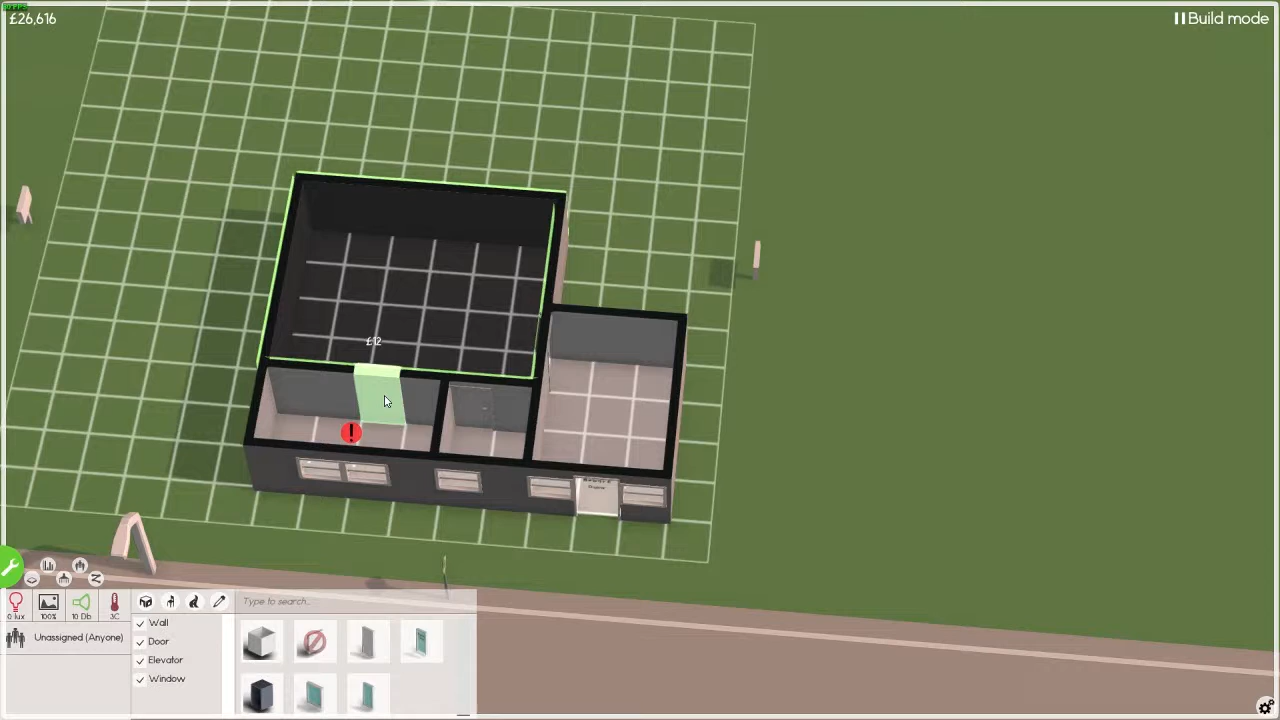 £26,616
Build mode
£12
!
0 lux
100%
10 Db
3C
Unassigned (Anyone)
Type to search..
Wall
Door
Elevator
Window